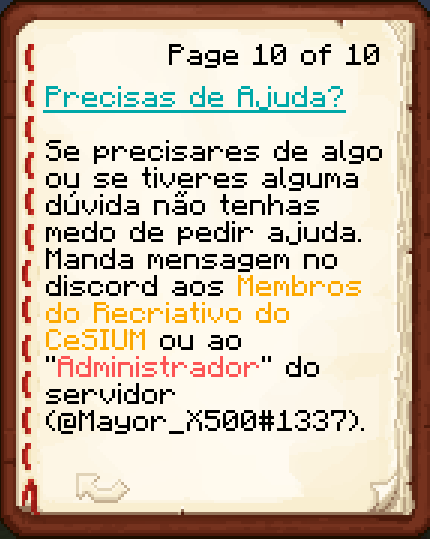 Page 10 of 10
Precisas de Ajuda?
Se precisares de algo
ou se tiveres alguma
dúvida não tenhas
medo de pedir ajuda.
Manda mensagem no
discord aos Membros
do Recriativo do
CeSIUM ou ao
"Administrador" do
servidor
(@Mayor_X500#1337).